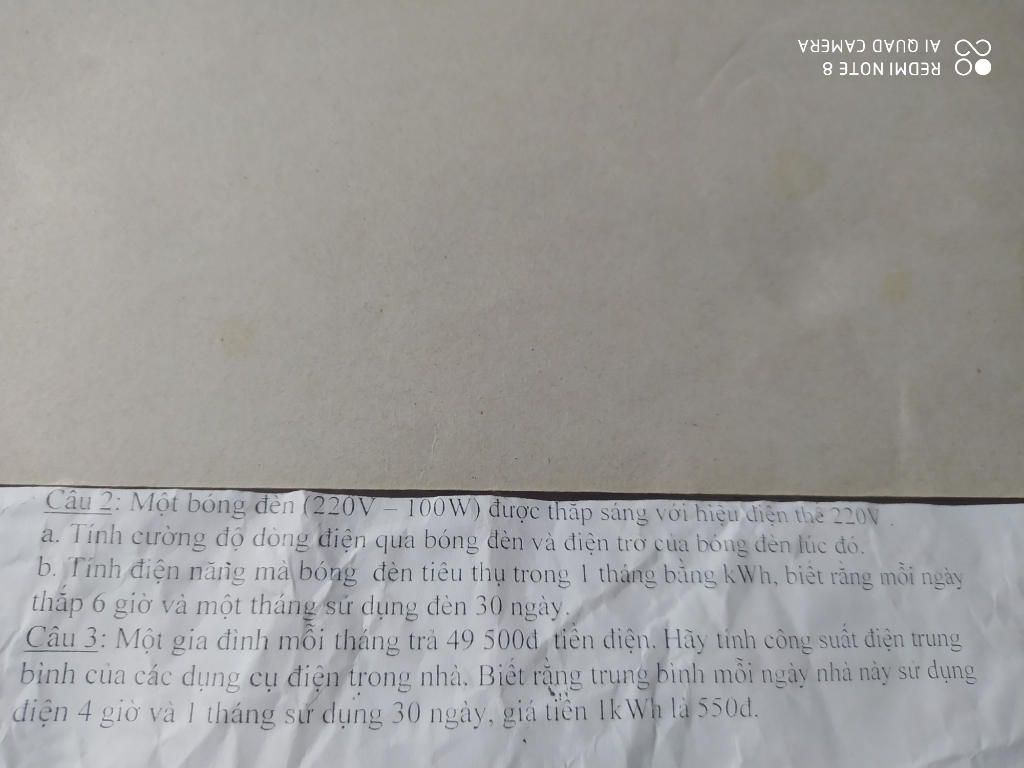 REDMI NOTE 8
AI QUAD CAMERA
Câu 2: Một bóng đèn (220V – 100W) được thắp sáng với hiệu điện thế 220V .
a. Tính cường độ dòng điện qua bóng đèn và điện trở của bóng đèn lúc đó.
b. Tính điện năng mà bóng đèn tiêu thụ trong 1 tháng bằng kWh, biết rằng mỗi ngày
thắp 6 giờ và một tháng sử dụng đèn 30 ngày.
Câu 3: Một gia đình mỗi tháng trả 49 500đ tiền điện. Hãy tính công suất điện trung
bình của các dụng cụ điện trong nhà. Biết rằng trung bình mỗi ngày nhà này sử dụng
điện 4 giờ và 1 tháng sử dụng 30 ngày, giá tiền 1kWh là 550đ.